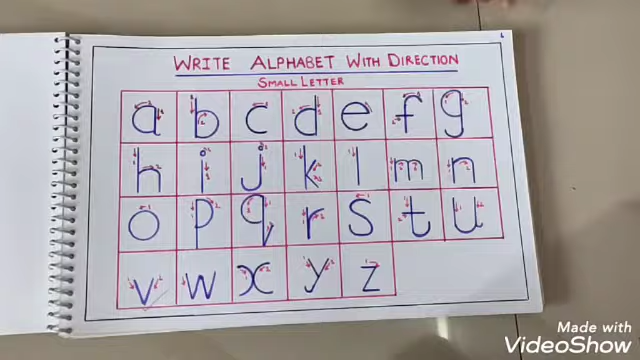 WRITE ALPHABET WITH DIRECTION
SMALL LETTER
a b c d e f g
h i j k l m n
o p q r s t u
v w x y z
Made with
VideoShow